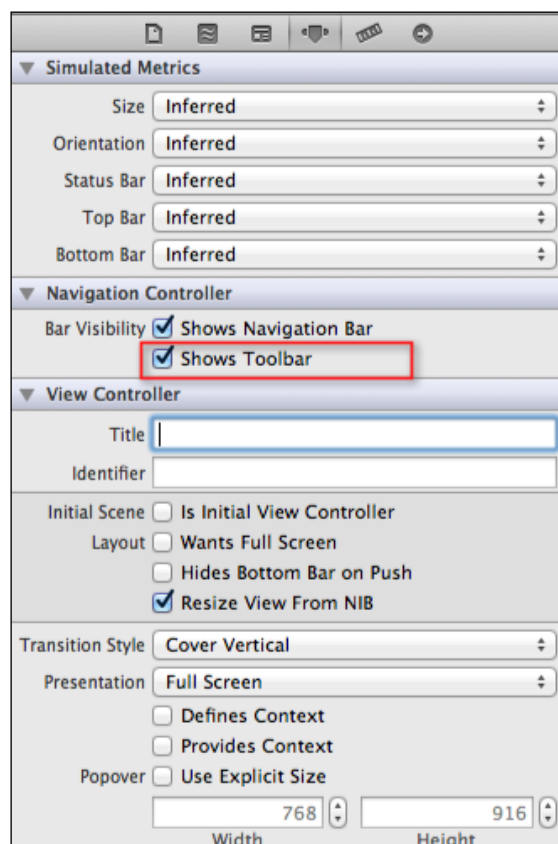 Simulated Metrics
Size Inferred
Orientation Inferred
Status Bar Inferred
Top Bar Inferred
Bottom Bar Inferred
Navigation Controller
Bar Visibility Shows Navigation Bar
Shows Toolbar
View Controller
Title
Identifier
Initial Scene Is Initial View Controller
Layout Wants Full Screen
Hides Bottom Bar on Push
Resize View From NIB
Transition Style Cover Vertical
Presentation Full Screen
Defines Context
Provides Context
Popover Use Explicit Size
768 916
Width Height